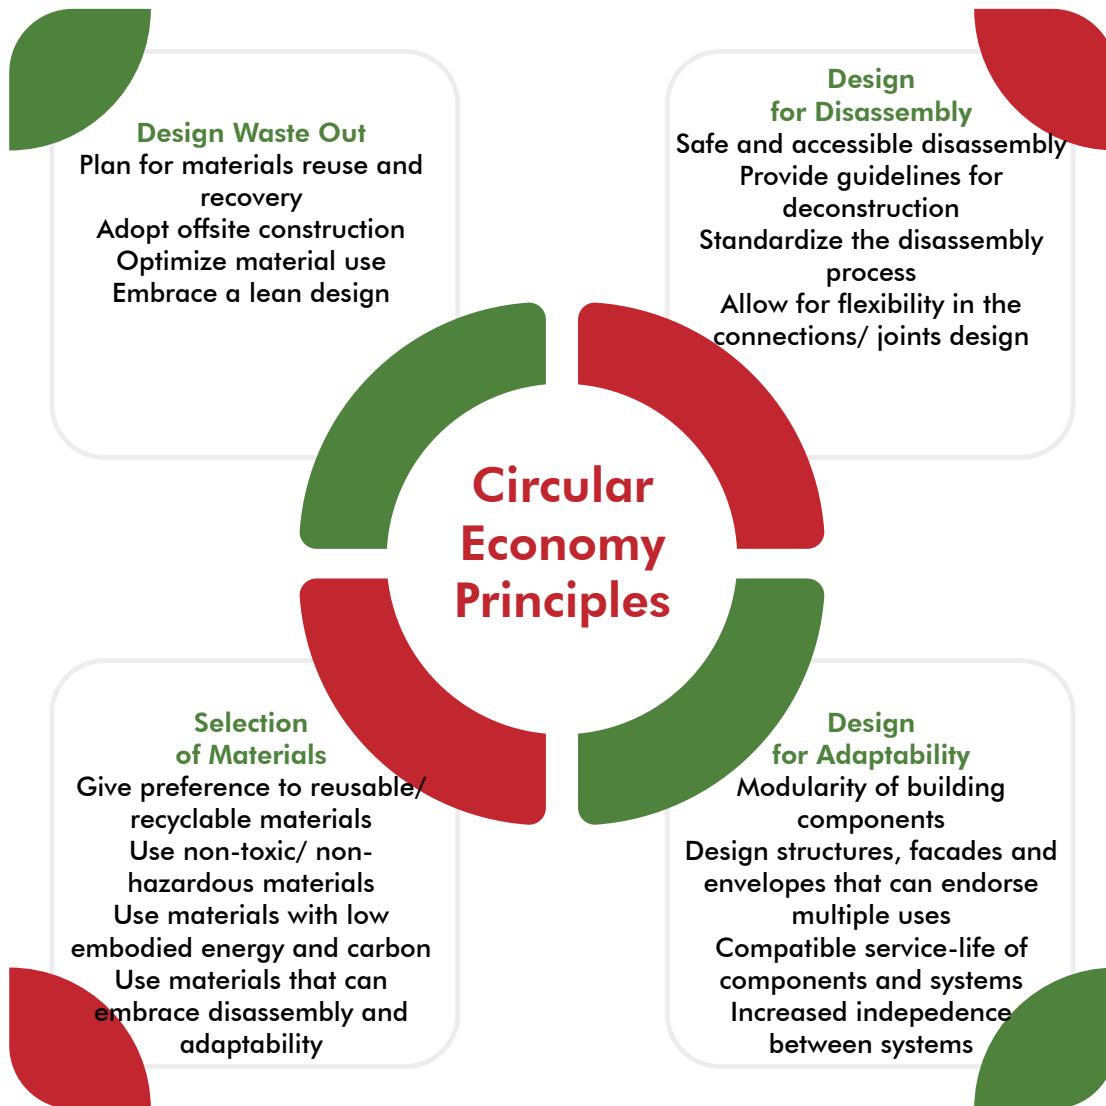 Design Waste Out
Plan for materials reuse and
recovery
Adopt offsite construction
Optimize material use
Embrace a lean design
Design
for Disassembly
Safe and accessible disassembly
Provide guidelines for
deconstruction
Standardize the disassembly
process
Allow for flexibility in the
connections/ joints design
Circular
Economy
Principles
Selection
of Materials
Give preference to reusable/
recyclable materials
Use non-toxic/ non-
hazardous materials
Use materials with low
embodied energy and carbon
Use materials that can
embrace disassembly and
adaptability
Design
for Adaptability
Modularity of building
components
Design structures, facades and
envelopes that can endorse
multiple uses
Compatible service-life of
components and systems
Increased indepedence
between systems